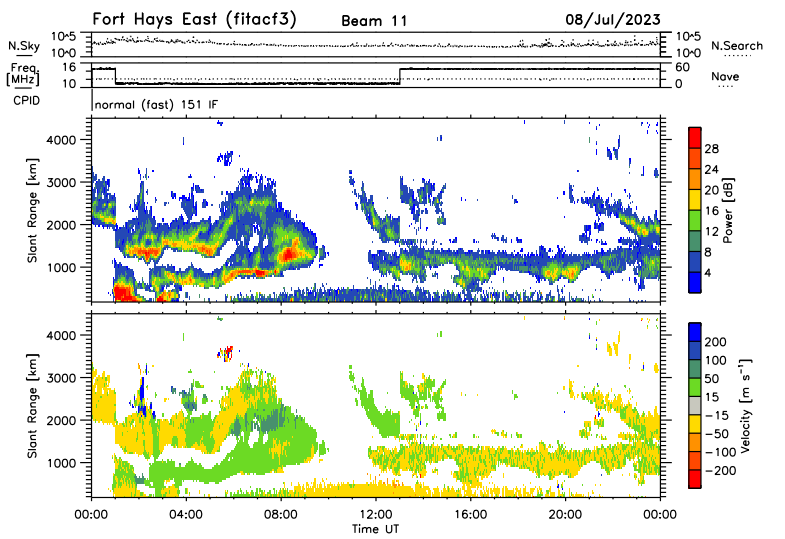 Fort Hays East (fitacf3) Beam 11 08/Jul/2023
N.Sky 10^5 10^0 10^5 10^0 N.Search
Freq. [MHz] 16 10 60 0 Nave
CPID normal (fast) 151 IF
Slant Range [km] 4000 3000 2000 1000
Power [dB] 28 24 20 16 12 8 4
Slant Range [km] 4000 3000 2000 1000
Velocity [m s⁻¹] 200 100 50 15 −15 −50 −100 −200
00:00 04:00 08:00 12:00 16:00 20:00 00:00
Time UT